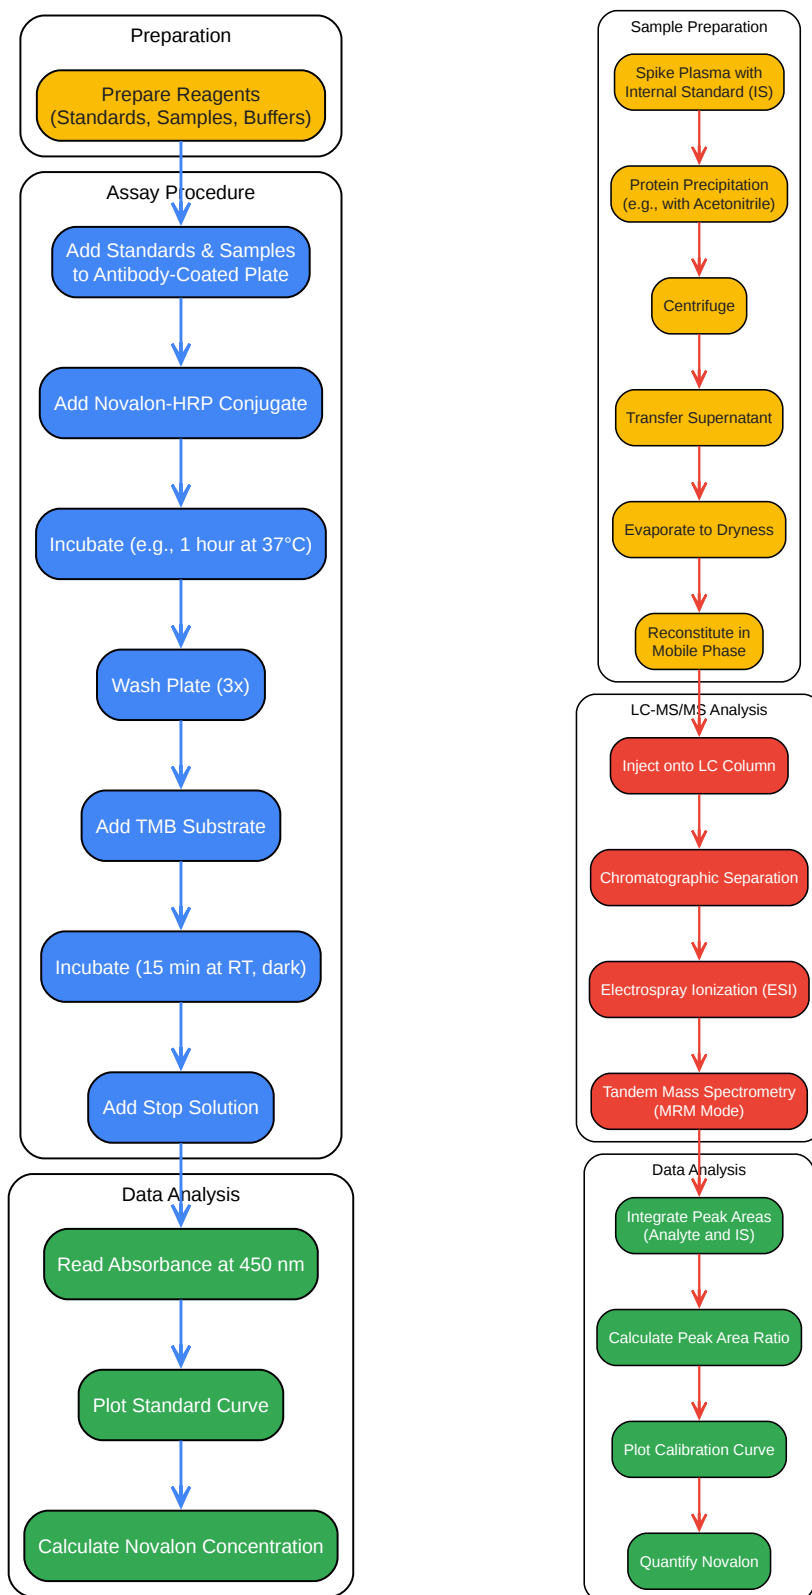 Preparation
Prepare Reagents
(Standards, Samples, Buffers)
Assay Procedure
Add Standards & Samples
to Antibody-Coated Plate
Add Novalon-HRP Conjugate
Incubate (e.g., 1 hour at 37°C)
Wash Plate (3x)
Add TMB Substrate
Incubate (15 min at RT, dark)
Add Stop Solution
Data Analysis
Read Absorbance at 450 nm
Plot Standard Curve
Calculate Novalon Concentration
Sample Preparation
Spike Plasma with
Internal Standard (IS)
Protein Precipitation
(e.g., with Acetonitrile)
Centrifuge
Transfer Supernatant
Evaporate to Dryness
Reconstitute in
Mobile Phase
LC-MS/MS Analysis
Inject onto LC Column
Chromatographic Separation
Electrospray Ionization (ESI)
Tandem Mass Spectrometry
(MRM Mode)
Data Analysis
Integrate Peak Areas
(Analyte and IS)
Calculate Peak Area Ratio
Plot Calibration Curve
Quantify Novalon